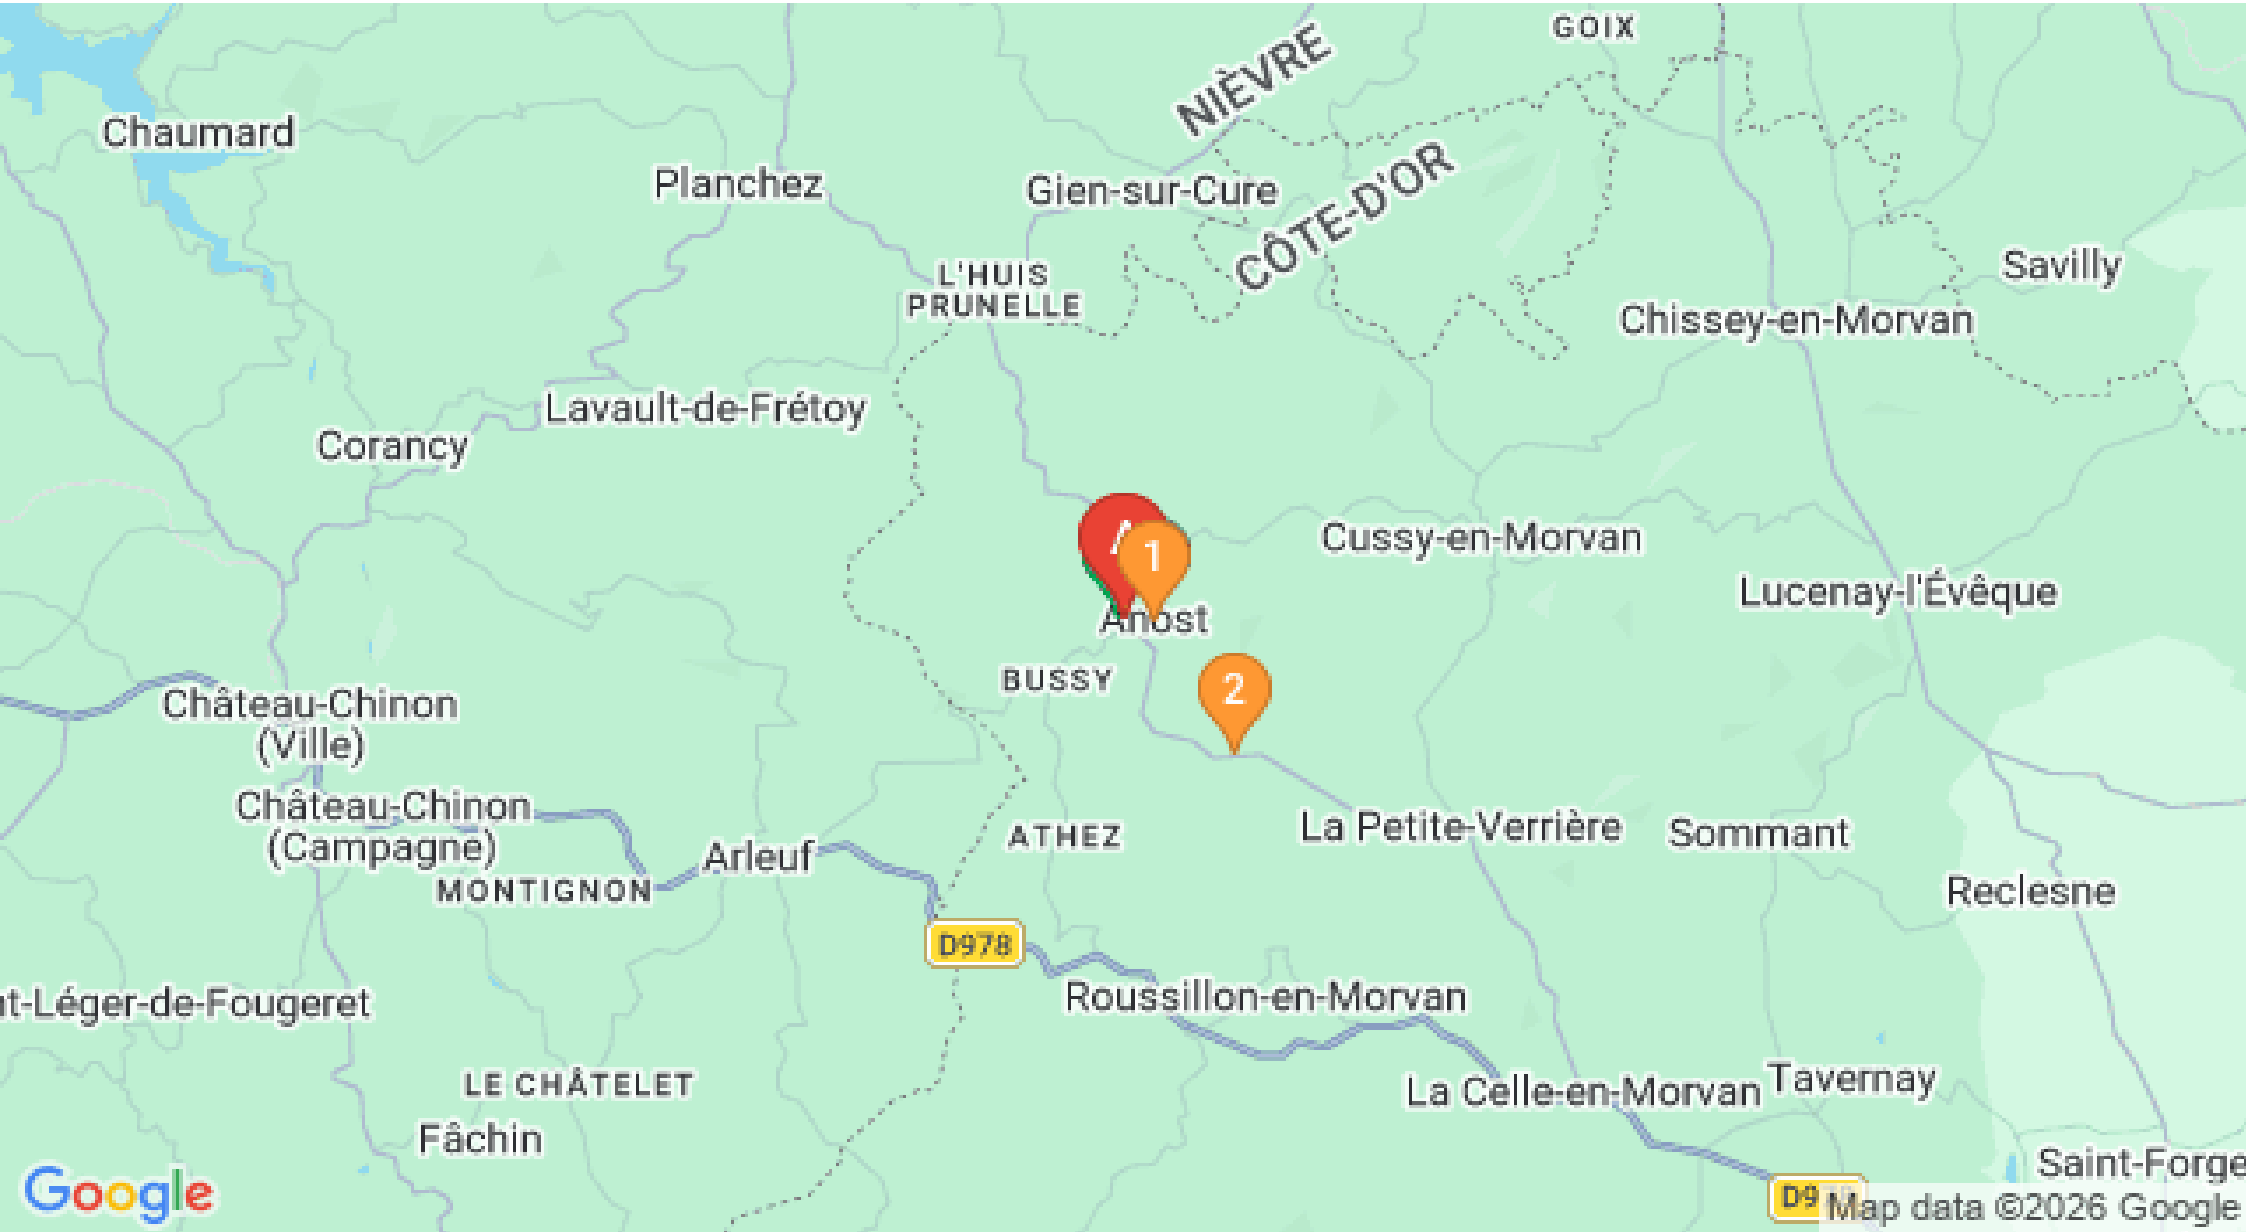 GOIX
NIÈVRE
Chaumard
Planchez
Gien-sur-Cure
CÔTE-D'OR
Savilly
L'HUIS
PRUNELLE
Chissey-en-Morvan
Lavault-de-Frétoy
Corancy
A
1
Cussy-en-Morvan
Lucenay-l'Évêque
Anost
BUSSY
2
Château-Chinon
(Ville)
Château-Chinon
(Campagne)
ATHEZ
La Petite-Verrière
Sommant
Arleuf
MONTIGNON
Reclesne
D978
nt-Léger-de-Fougeret
Roussillon-en-Morvan
LE CHÂTELET
La Celle-en-Morvan
Tavernay
Fâchin
Saint-Forge
Google
D9
Map data ©2026 Google